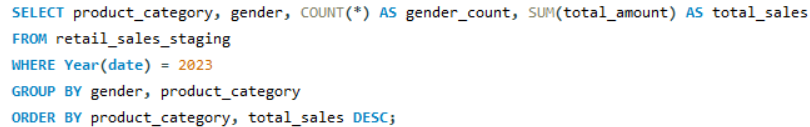 SELECT product_category, gender, COUNT(*) AS gender_count, SUM(total_amount) AS total_sales
FROM retail_sales_staging
WHERE Year(date) = 2023
GROUP BY gender, product_category
ORDER BY product_category, total_sales DESC;